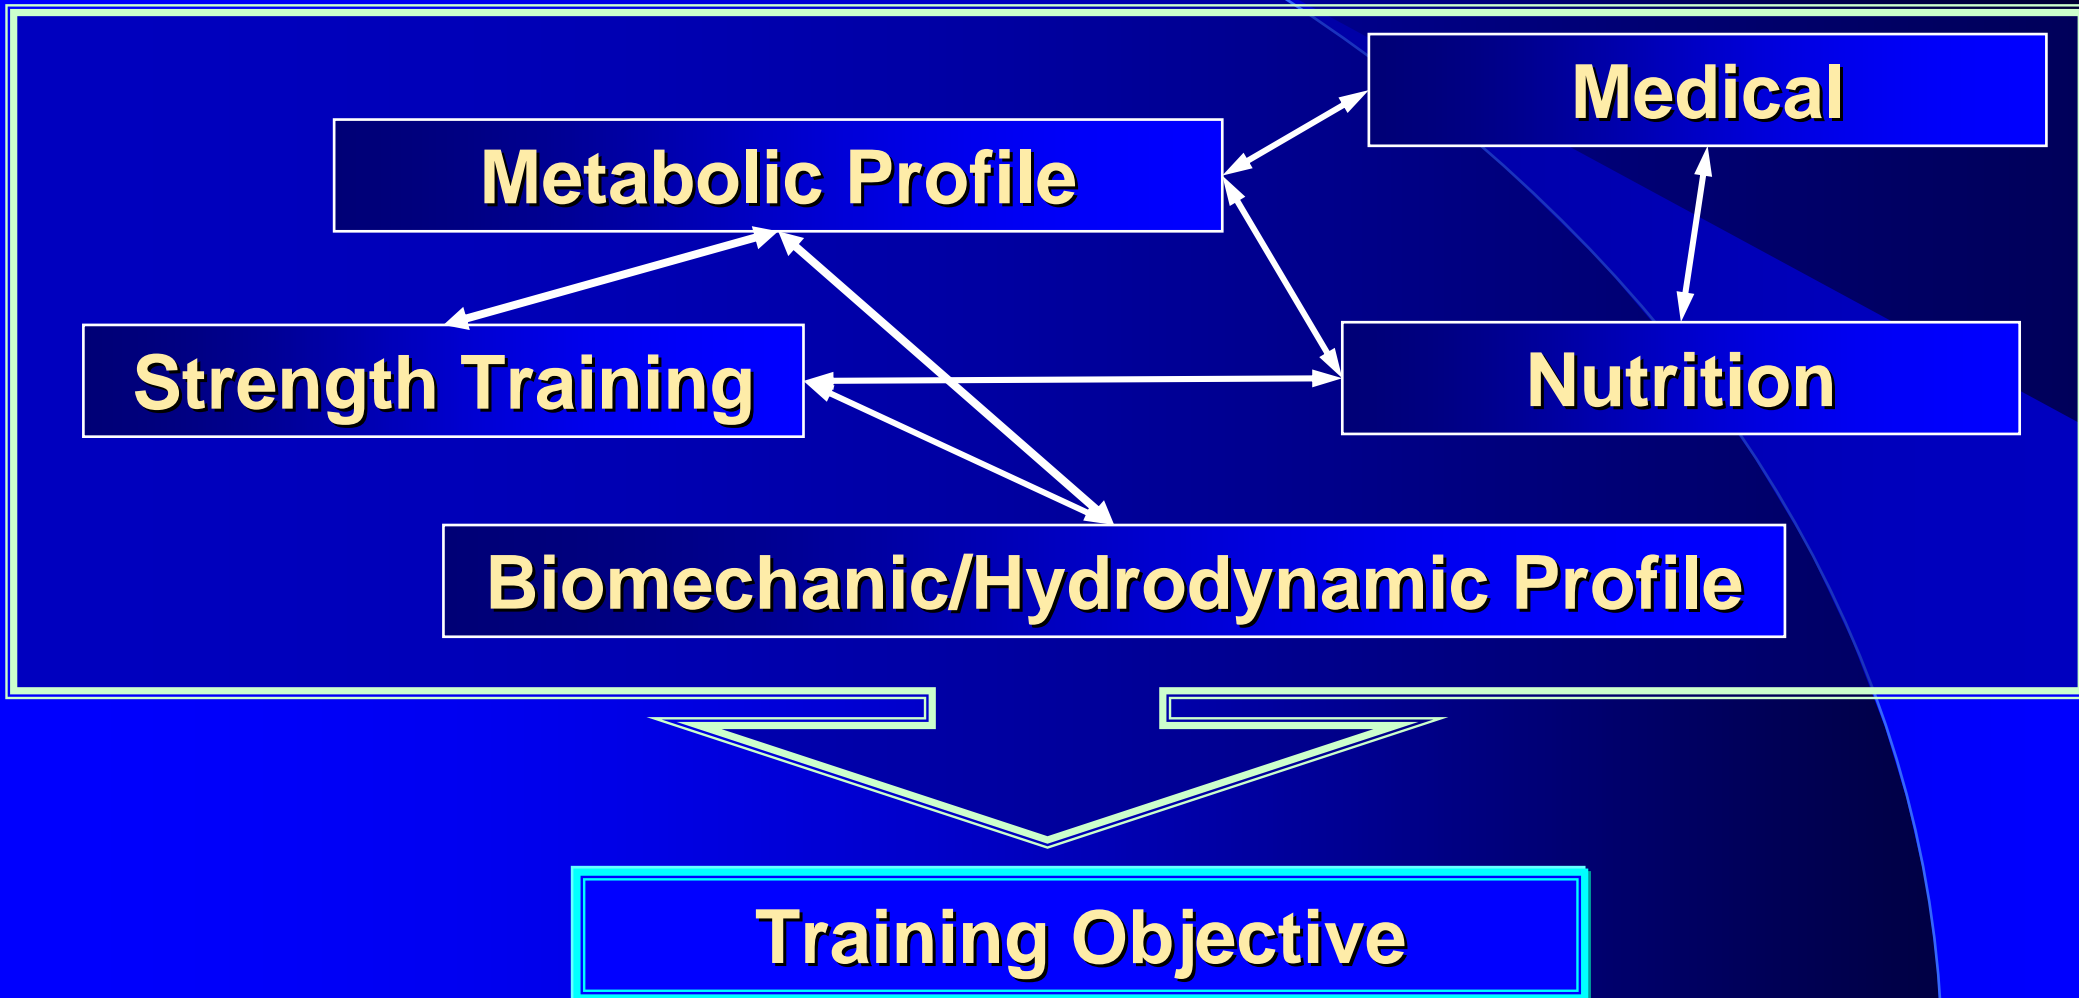 Medical
Metabolic Profile
Strength Training
Nutrition
Biomechanic/Hydrodynamic Profile
Training Objective